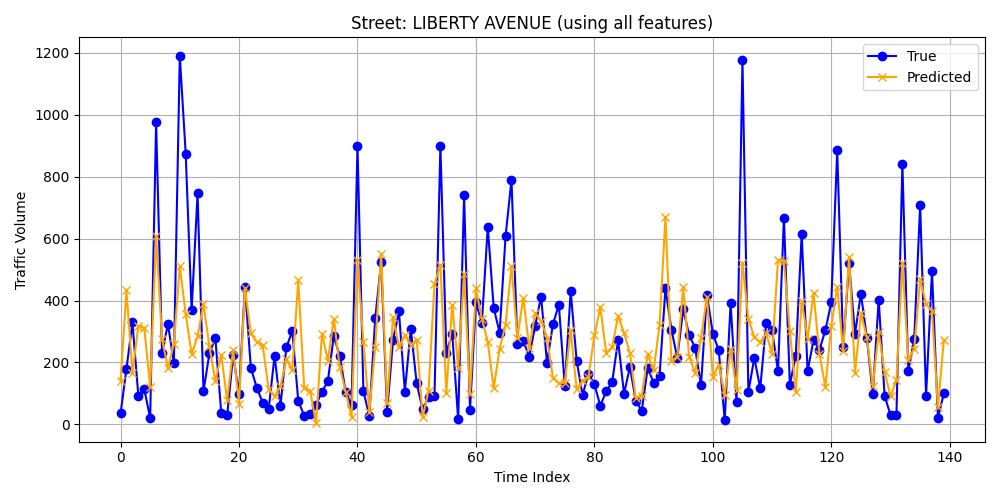 Street: LIBERTY AVENUE (using all features)
True
Predicted
Traffic Volume
1200
1000
800
600
400
200
0
0 20 40 60 80 100 120 140
Time Index